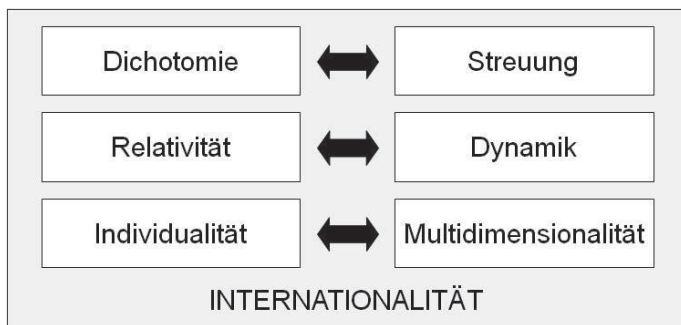 Dichotomie
Streuung
Relativität
Dynamik
Individualität
Multidimensionalität
INTERNATIONALITÄT